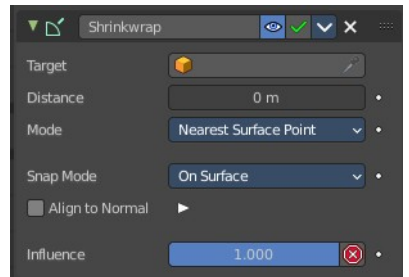 Shrinkwrap
Target
Distance 0 m
Mode Nearest Surface Point
Snap Mode On Surface
Align to Normal
Influence 1.000